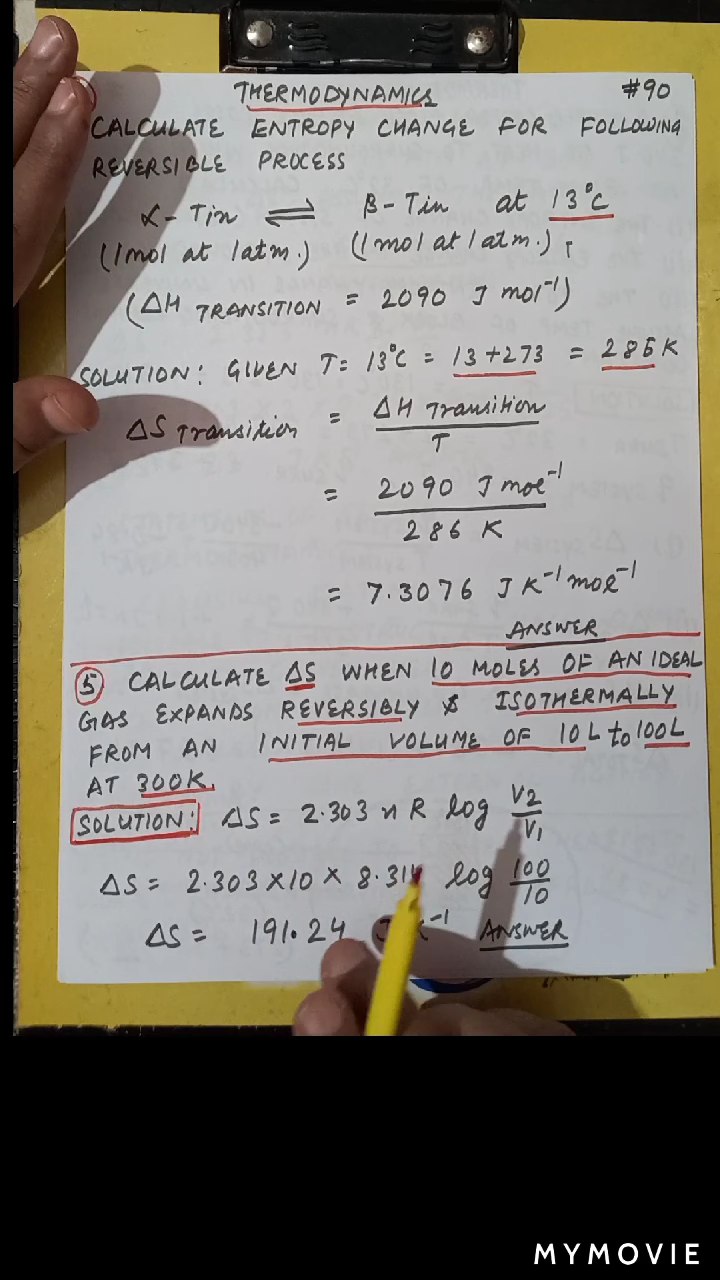 THERMODYNAMICS #90
CALCULATE ENTROPY CHANGE FOR FOLLOWING
REVERSIBLE PROCESS
α-Tin ⇌ β-Tin at 13°C
(1mol at 1atm.) (1mol at 1atm.)
(ΔH TRANSITION = 2090 J mol⁻¹)
SOLUTION: GIVEN T= 13°C = 13+273 = 286K
ΔS Transition = ΔH Transition / T
= 2090 J mol⁻¹ / 286 K
= 7.3076 J K⁻¹ mol⁻¹
ANSWER
5 CALCULATE ΔS WHEN 10 MOLES OF AN IDEAL
GAS EXPANDS REVERSIBLY & ISOTHERMALLY
FROM AN INITIAL VOLUME OF 10L to 100L
AT 300K.
SOLUTION: ΔS = 2.303 n R log V2/V1
ΔS = 2.303 × 10 × 8.314 log 100/10
ΔS = 191.24 J K⁻¹ ANSWER
MYMOVIE